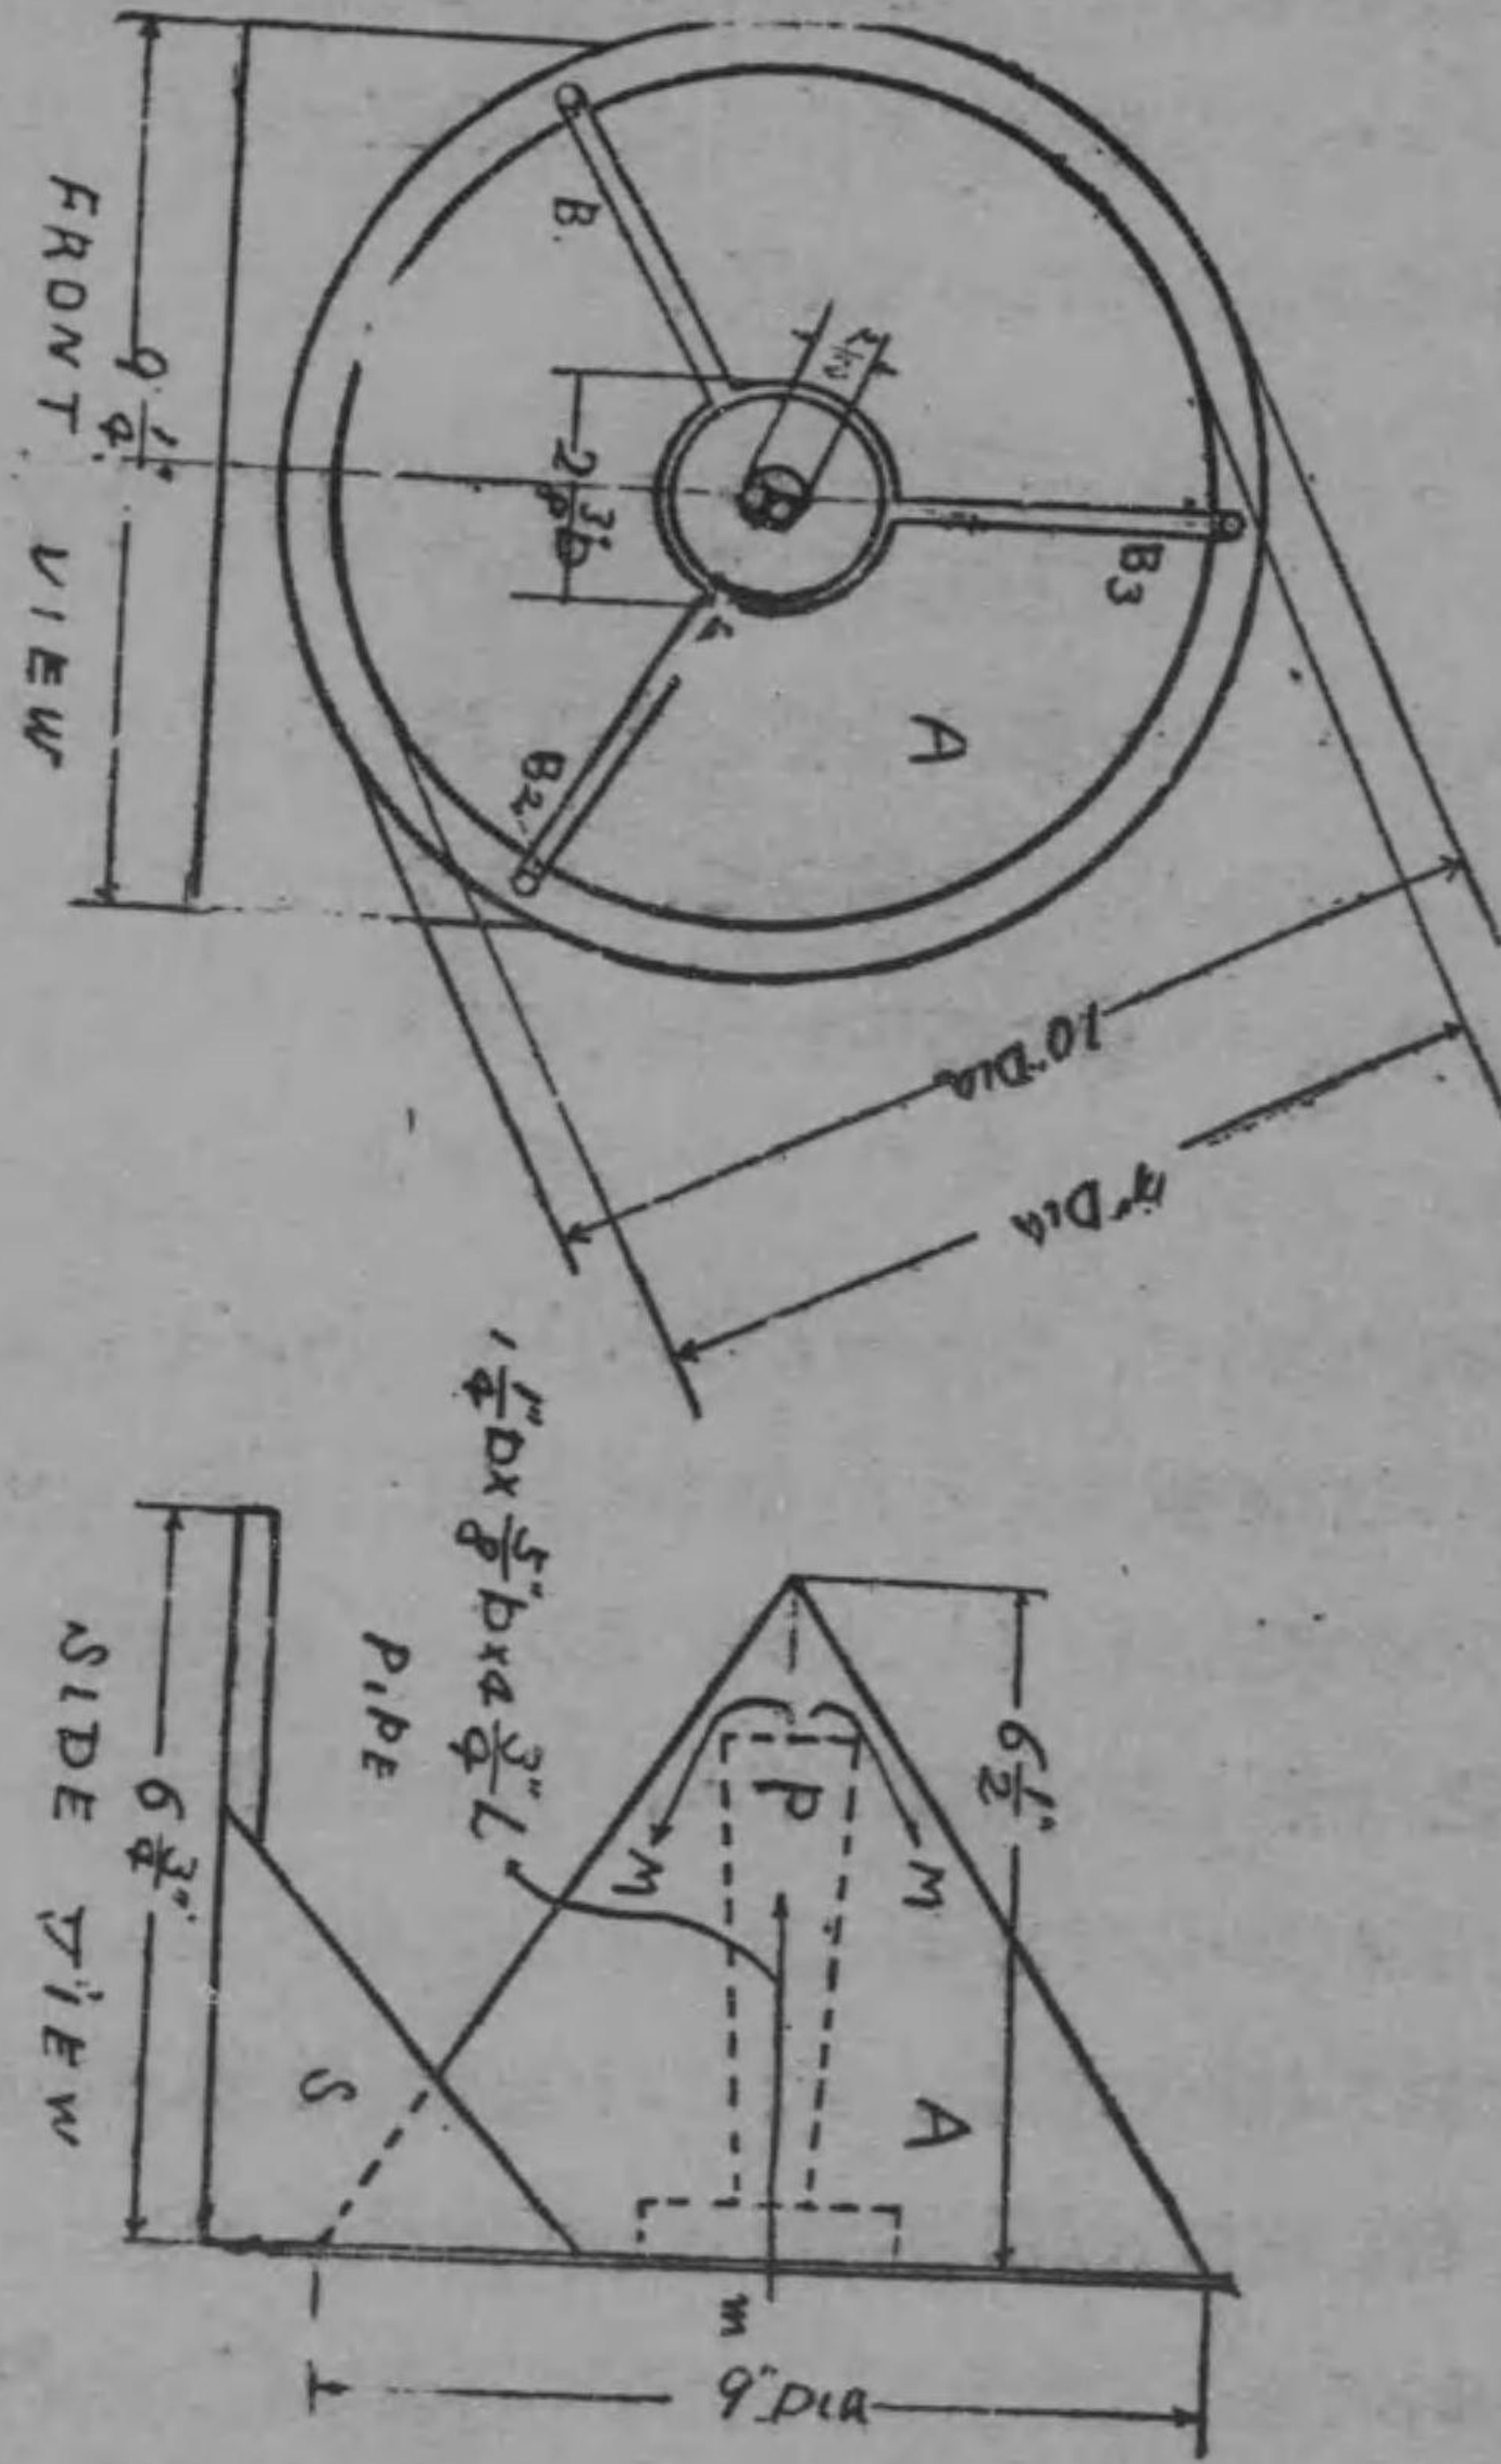 B.
B3
B2
A
2 3/8" D
10" DIA
" DIA
9 1/4"
FRONT VIEW
6 1/2"
M
M
P
A
S
m
9" DIA
1 1/4" D x 5/8" D x 4 3/4" L
PIPE
6 3/4"
SIDE VIEW